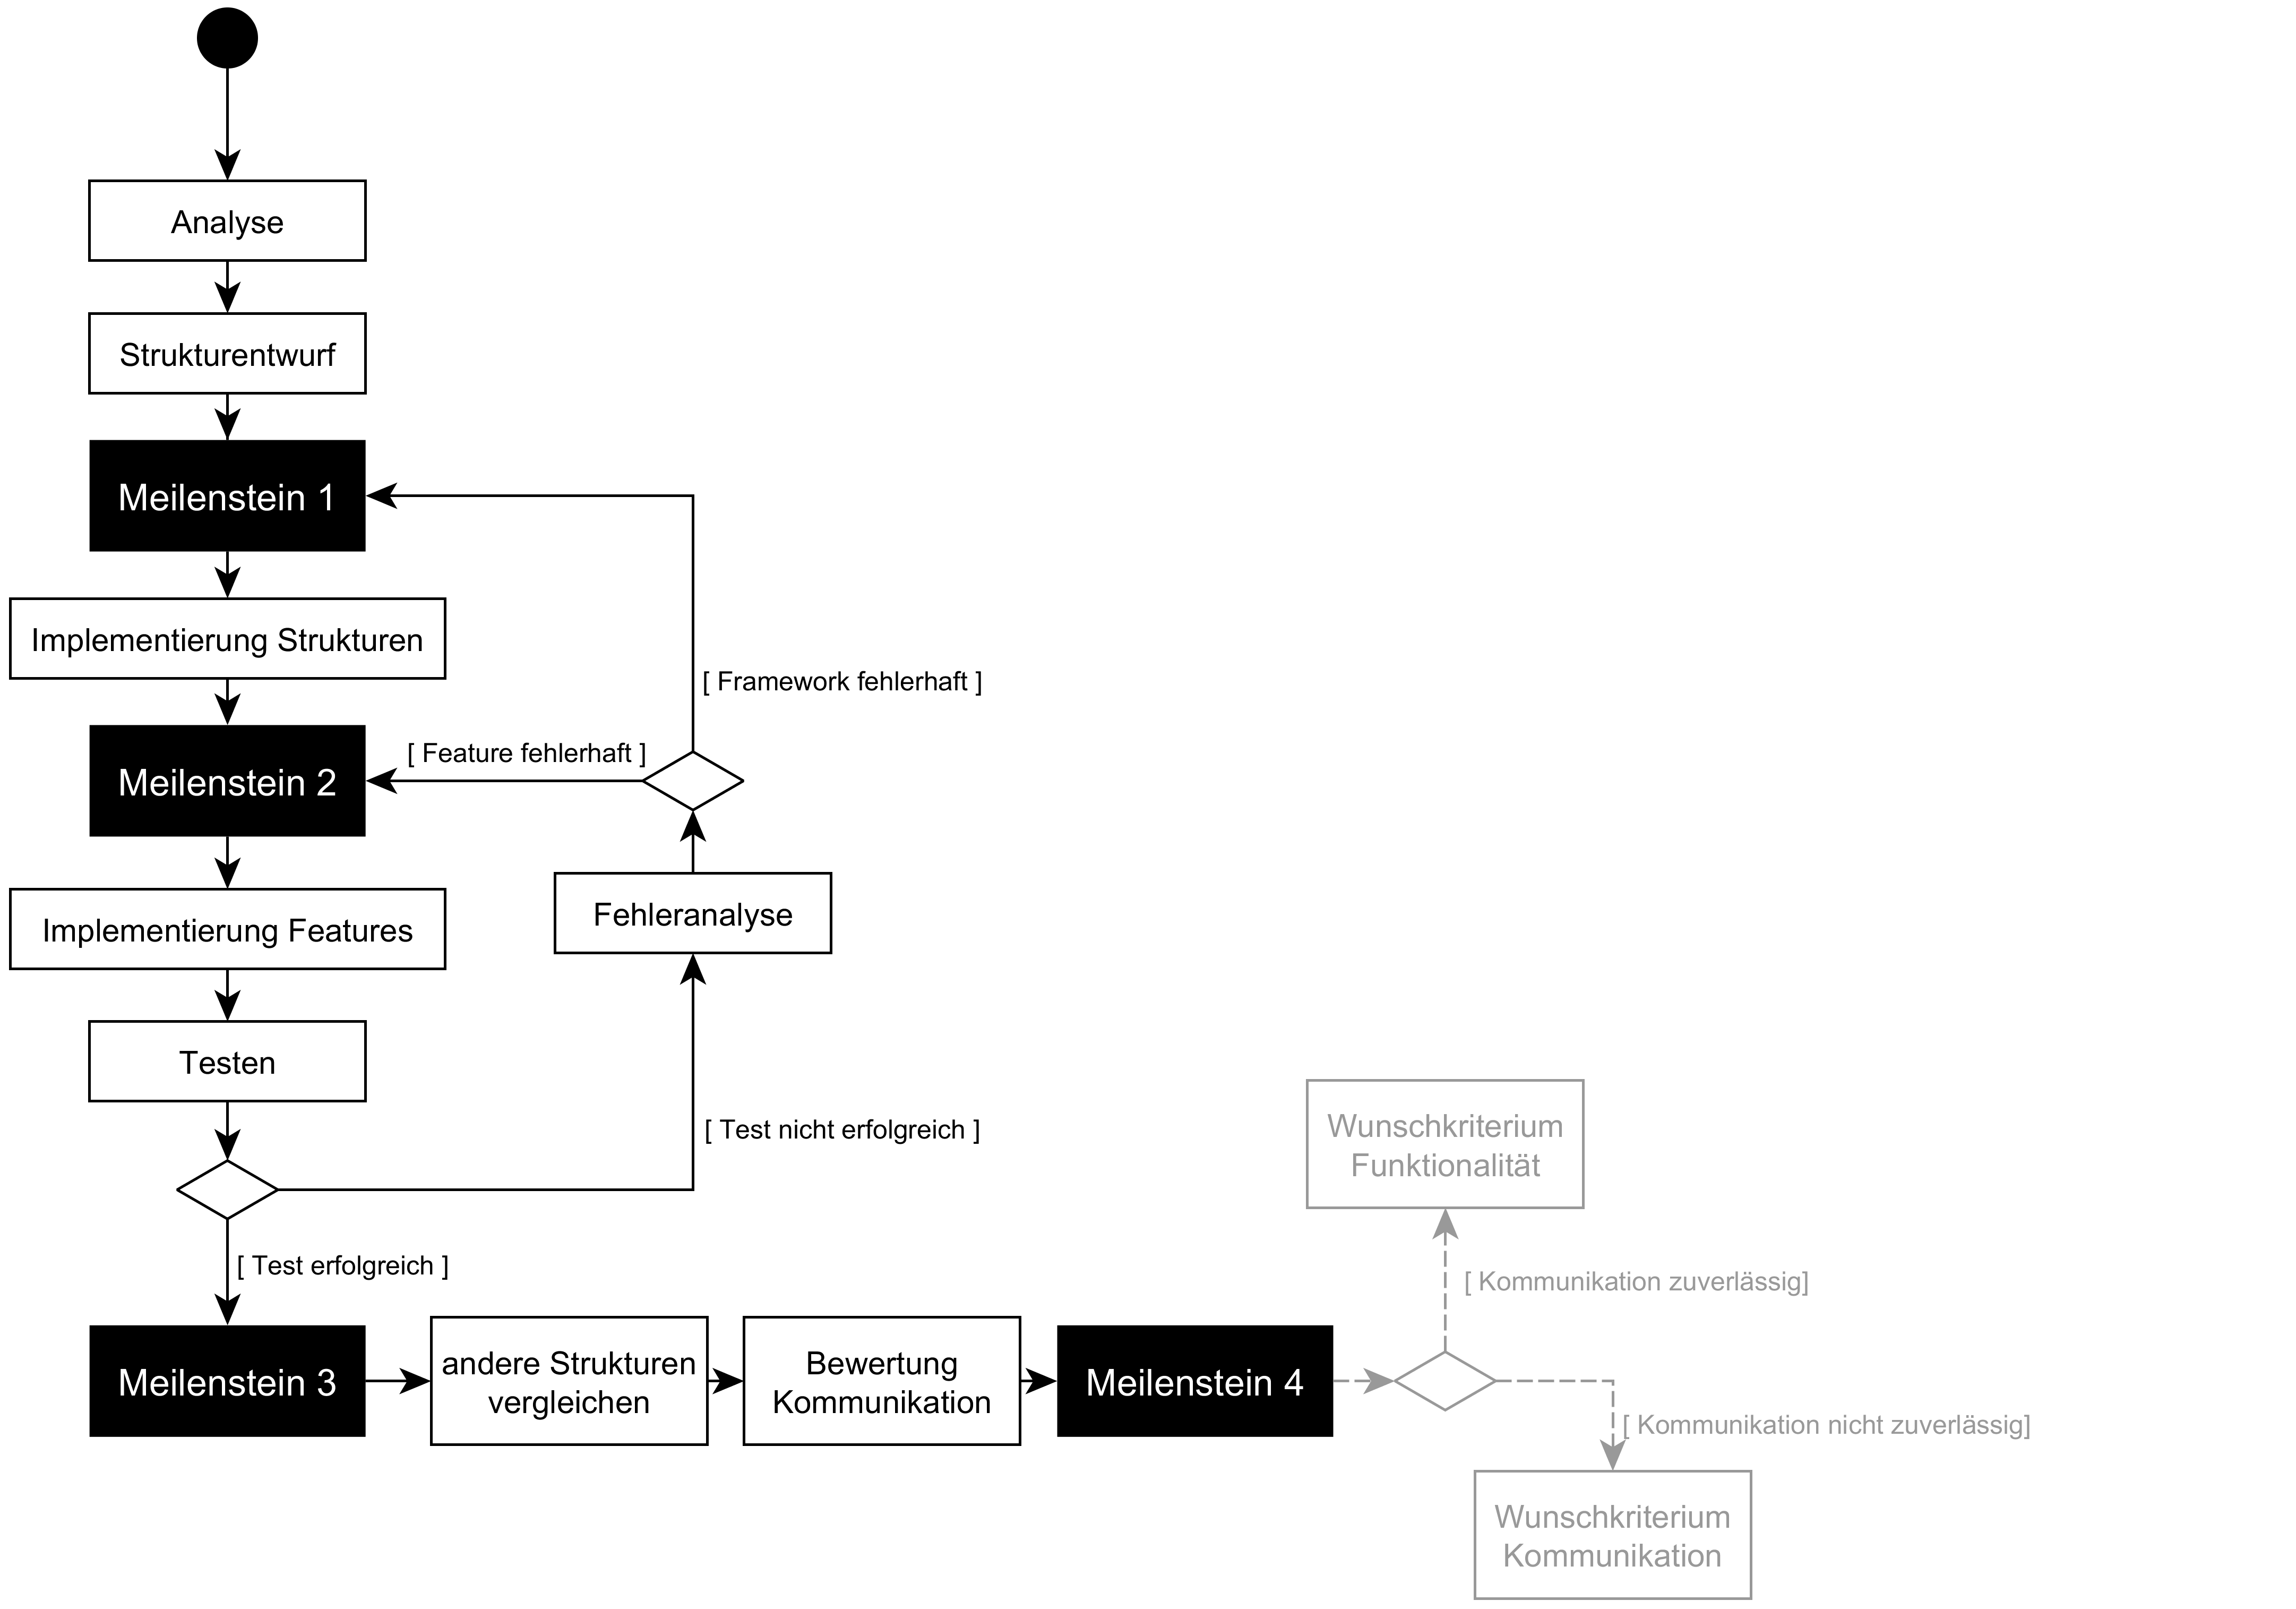 Analyse
Strukturentwurf
Meilenstein 1
Implementierung Strukturen
[ Framework fehlerhaft ]
[ Feature fehlerhaft ]
Meilenstein 2
Fehleranalyse
Implementierung Features
Testen
[ Test nicht erfolgreich ]
[ Test erfolgreich ]
Meilenstein 3
andere Strukturen
vergleichen
Bewertung
Kommunikation
Meilenstein 4
Wunschkriterium
Funktionalität
[ Kommunikation zuverlässig]
[ Kommunikation nicht zuverlässig]
Wunschkriterium
Kommunikation